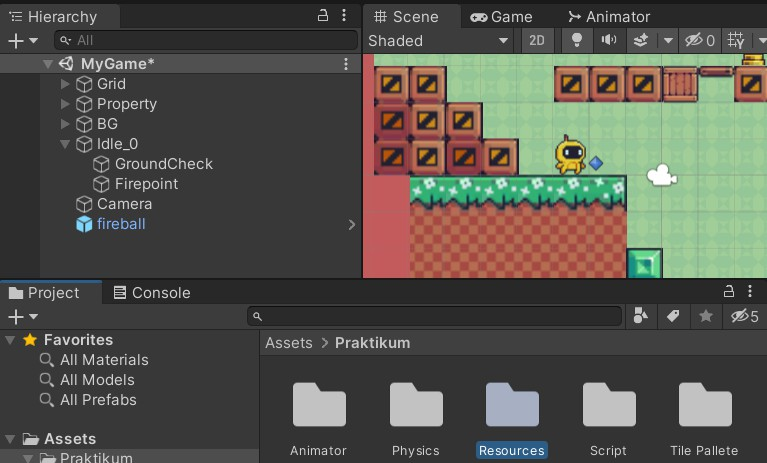 Hierarchy
Scene
Game
Animator
All
Shaded
2D
0
MyGame*
Grid
Property
BG
Idle_0
GroundCheck
Firepoint
Camera
fireball
Project
Console
5
Favorites
All Materials
All Models
All Prefabs
Assets
Praktikum
Assets > Praktikum
Animator
Physics
Resources
Script
Tile Pallete